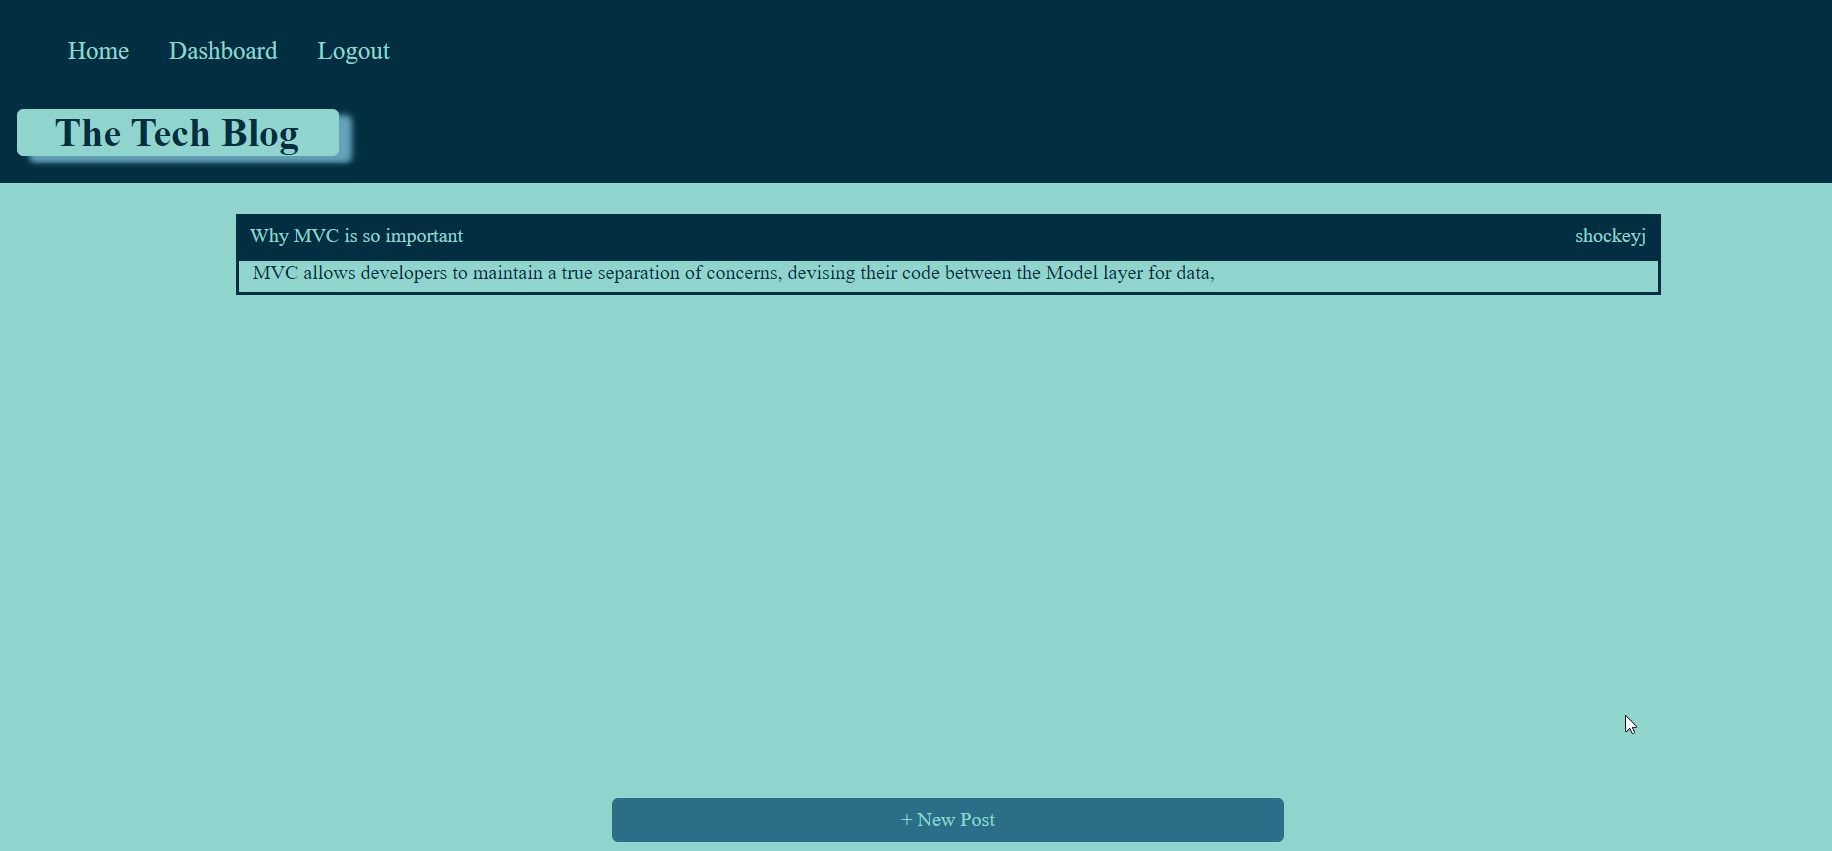 Home Dashboard Logout
The Tech Blog
Why MVC is so important shockeyj
MVC allows developers to maintain a true separation of concerns, devising their code between the Model layer for data,
+ New Post